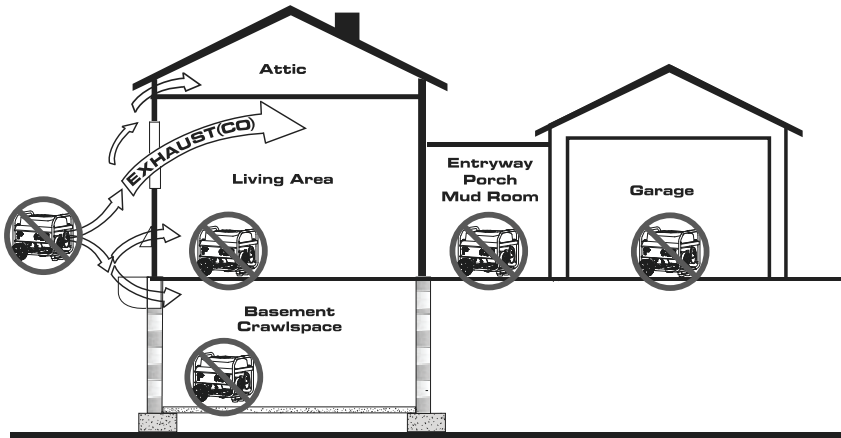 Attic
EXHAUST(CO)
Living Area
Entryway
Porch
Mud Room
Garage
Basement
Crawlspace